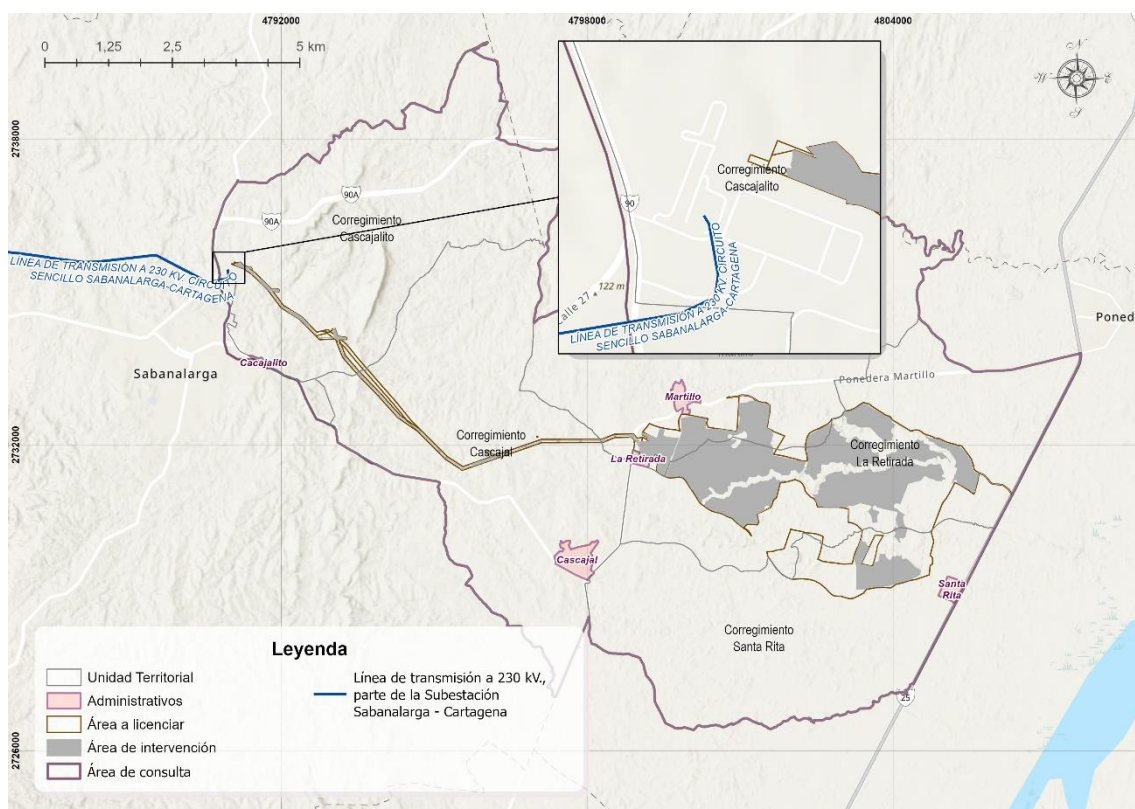 4792000
4798000
4804000
0
1,25
2,5
5 km
N
W
E
S
2738000
2732000
2726000
90A
90A
Corregimiento
Cascajalito
LÍNEA DE TRANSMISIÓN A 230 KV. CIRCUITO
SENCILLO SABANALARGA-CARTAGENA
Sabanalarga
Cacajalito
Corregimiento
Cascajal
90
Calle 27
122 m
Corregimiento
Cascajalito
LÍNEA DE TRANSMISIÓN A 230 KV. CIRCUITO
SENCILLO SABANALARGA-CARTAGENA
Poned
Ponedera Martillo
Martillo
La Retirada
Corregimiento
La Retirada
Cascajal
Santa
Rita
Corregimiento
Santa Rita
25
Leyenda
Unidad Territorial
Administrativos
Área a licenciar
Área de intervención
Área de consulta
Línea de transmisión a 230 kV.,
parte de la Subestación
Sabanalarga - Cartagena